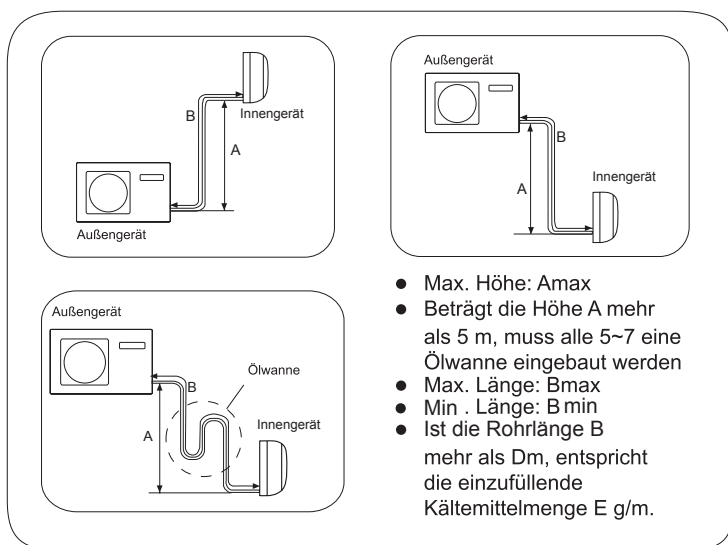 Innengerät
B
A
Außengerät
Außengerät
B
A
Innengerät
Außengerät
Ölwanne
B
A
Innengerät
● Max. Höhe: Amax
● Beträgt die Höhe A mehr
als 5 m, muss alle 5~7 eine
Ölwanne eingebaut werden
● Max. Länge: Bmax
● Min . Länge: B min
● Ist die Rohrlänge B
mehr als Dm, entspricht
die einzufüllende
Kältemittelmenge E g/m.